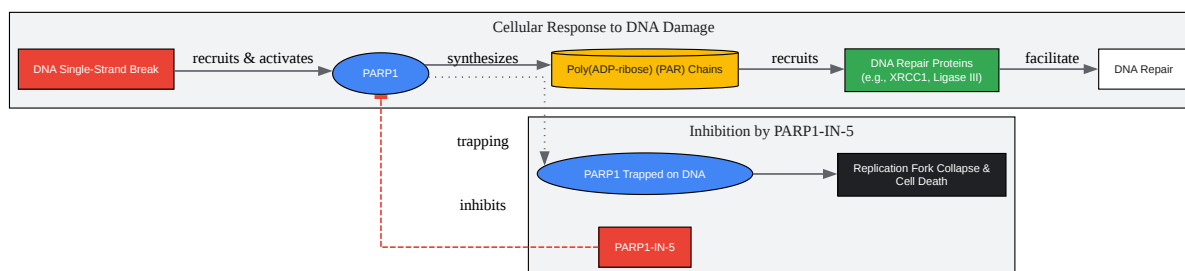 Cellular Response to DNA Damage
DNA Single-Strand Break
recruits & activates
PARP1
synthesizes
Poly(ADP-ribose) (PAR) Chains
recruits
DNA Repair Proteins
(e.g., XRCC1, Ligase III)
facilitate
DNA Repair
trapping
Inhibition by PARP1-IN-5
PARP1 Trapped on DNA
Replication Fork Collapse &
Cell Death
inhibits
PARP1-IN-5